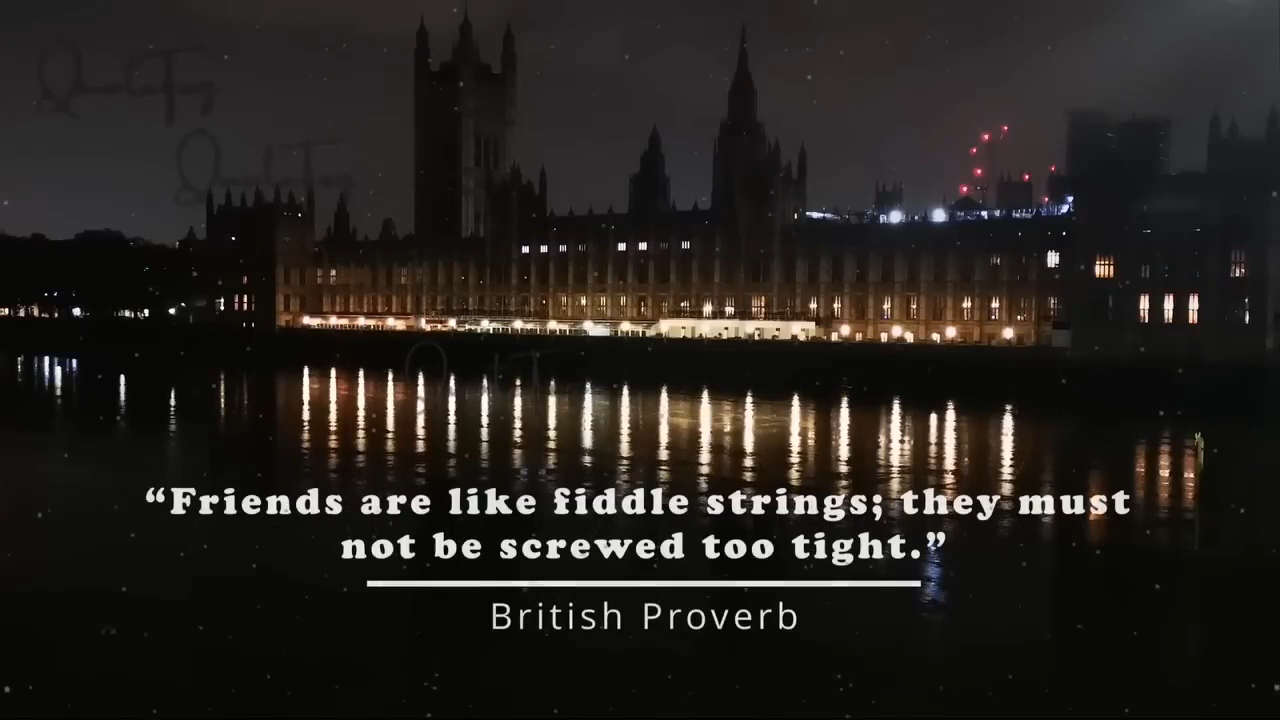 “Friends are like fiddle strings; they must
not be screwed too tight.”
British Proverb